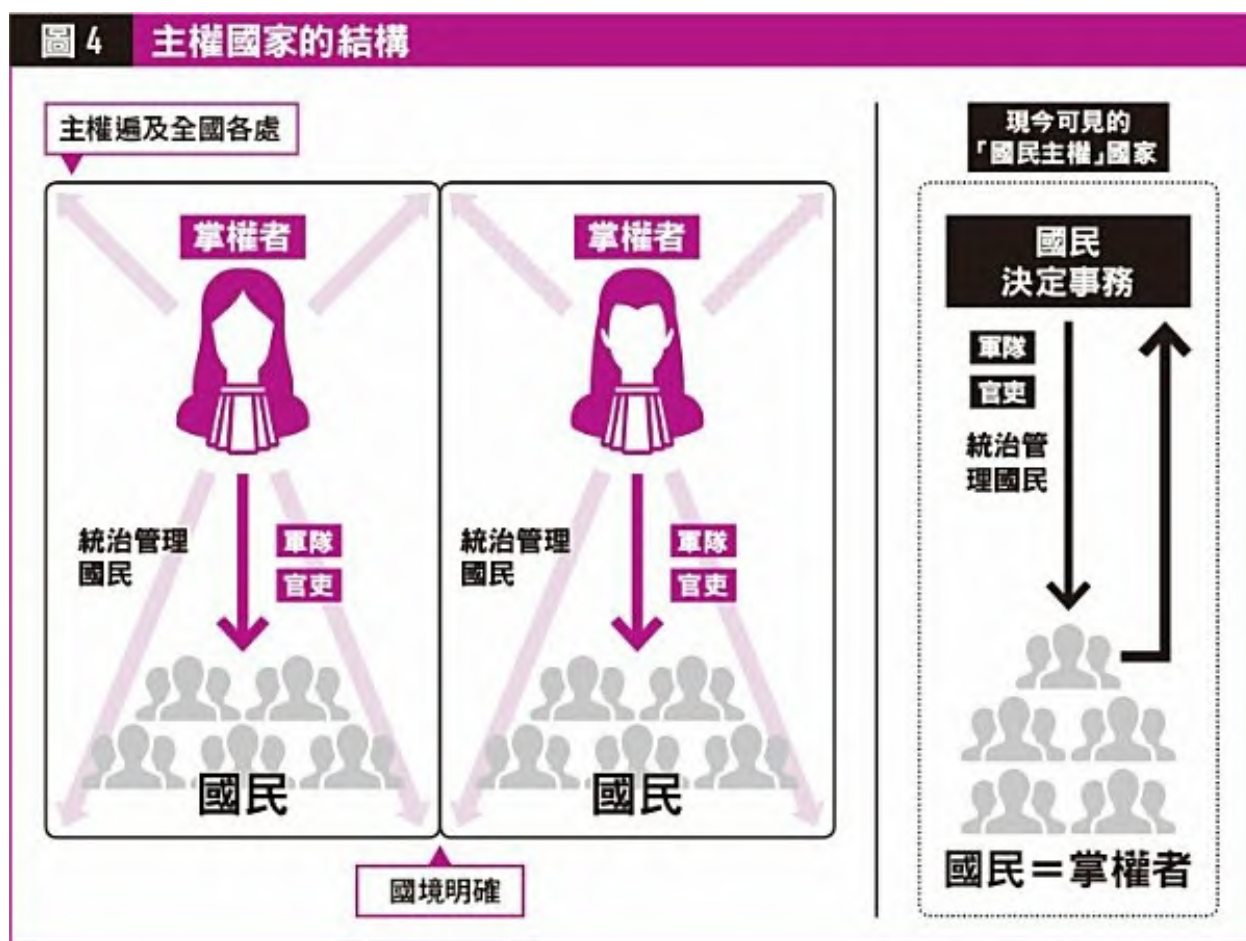 圖4 主權國家的結構
主權遍及全國各處
掌權者
統治管理
國民
軍隊
官吏
國民
掌權者
統治管理
國民
軍隊
官吏
國民
國境明確
現今可見的
「國民主權」國家
國民
決定事務
軍隊
官吏
統治管
理國民
國民=掌權者